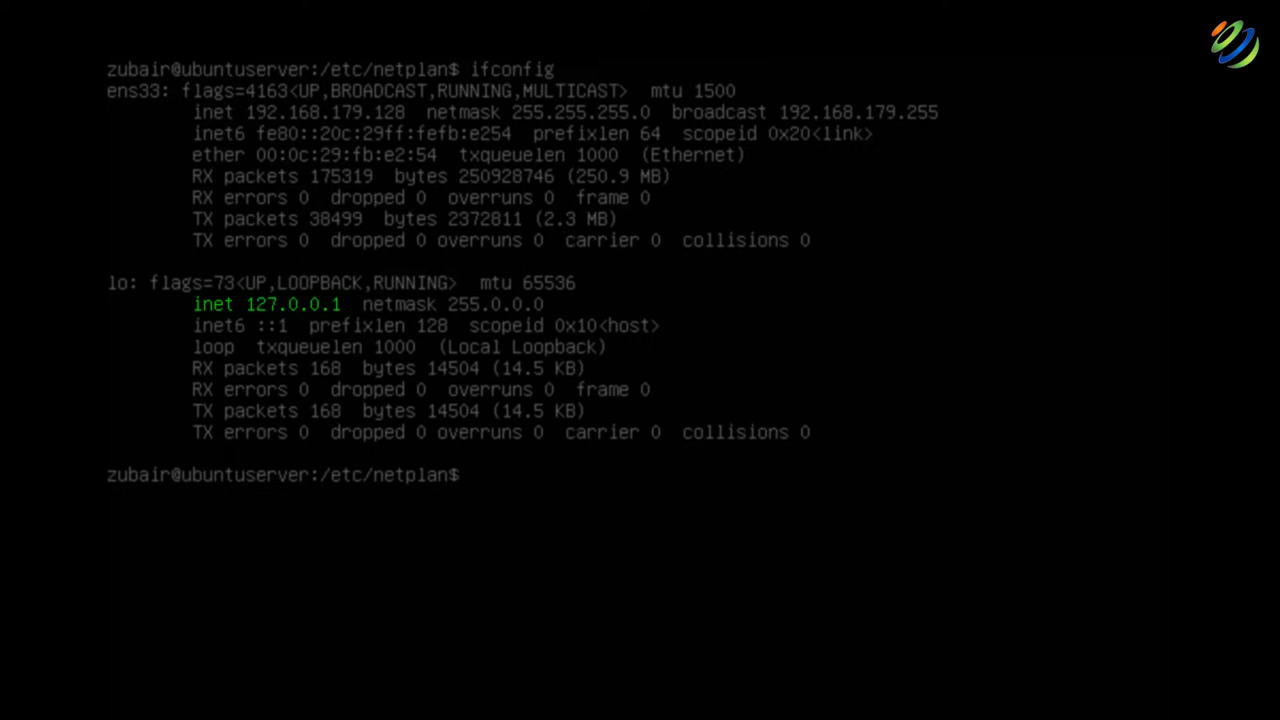 zubair@ubuntuserver:/etc/netplan$ ifconfig
ens33: flags=4163<UP,BROADCAST,RUNNING,MULTICAST>  mtu 1500
        inet 192.168.179.128  netmask 255.255.255.0  broadcast 192.168.179.255
        inet6 fe80::20c:29ff:fefb:e254  prefixlen 64  scopeid 0x20<link>
        ether 00:0c:29:fb:e2:54  txqueuelen 1000  (Ethernet)
        RX packets 175319  bytes 250928746 (250.9 MB)
        RX errors 0  dropped 0  overruns 0  frame 0
        TX packets 38499  bytes 2372811 (2.3 MB)
        TX errors 0  dropped 0 overruns 0  carrier 0  collisions 0
lo: flags=73<UP,LOOPBACK,RUNNING>  mtu 65536
        inet 127.0.0.1  netmask 255.0.0.0
        inet6 ::1  prefixlen 128  scopeid 0x10<host>
        loop  txqueuelen 1000  (Local Loopback)
        RX packets 168  bytes 14504 (14.5 KB)
        RX errors 0  dropped 0  overruns 0  frame 0
        TX packets 168  bytes 14504 (14.5 KB)
        TX errors 0  dropped 0 overruns 0  carrier 0  collisions 0
zubair@ubuntuserver:/etc/netplan$